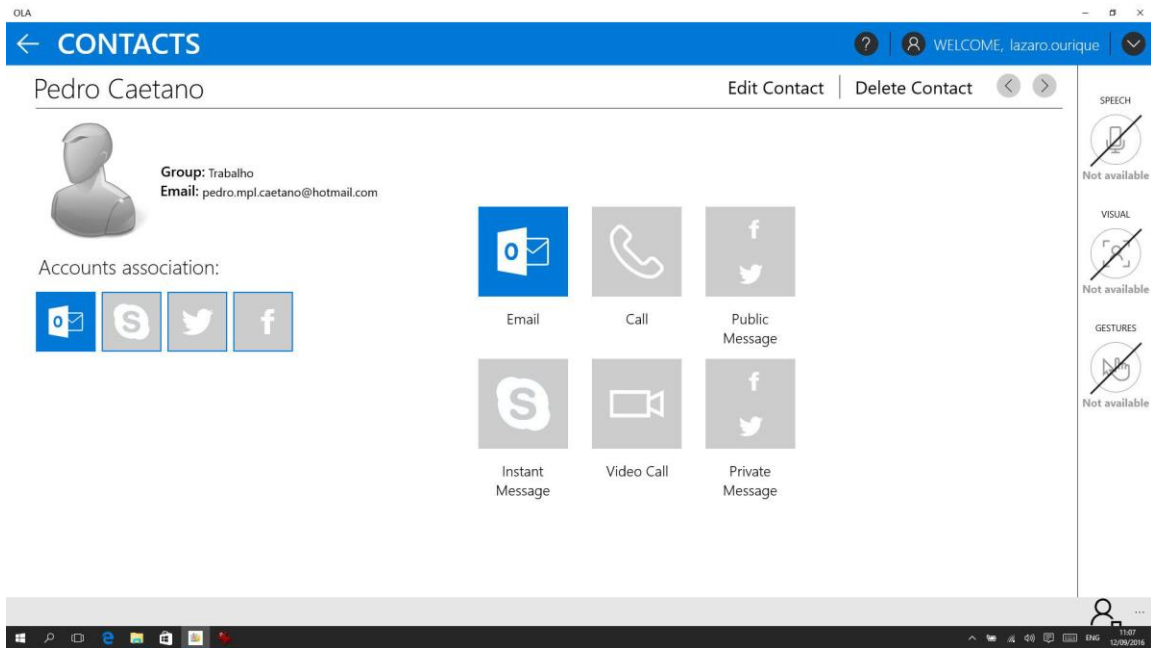 OLA
CONTACTS
? WELCOME, lazaro.ourique
Pedro Caetano
Edit Contact Delete Contact
Group: Trabalho
Email: pedro.mpl.caetano@hotmail.com
Accounts association:
Email
Call
Public
Message
Instant
Message
Video Call
Private
Message
SPEECH
Not available
VISUAL
Not available
GESTURES
Not available
ENG
11:07
12/09/2016